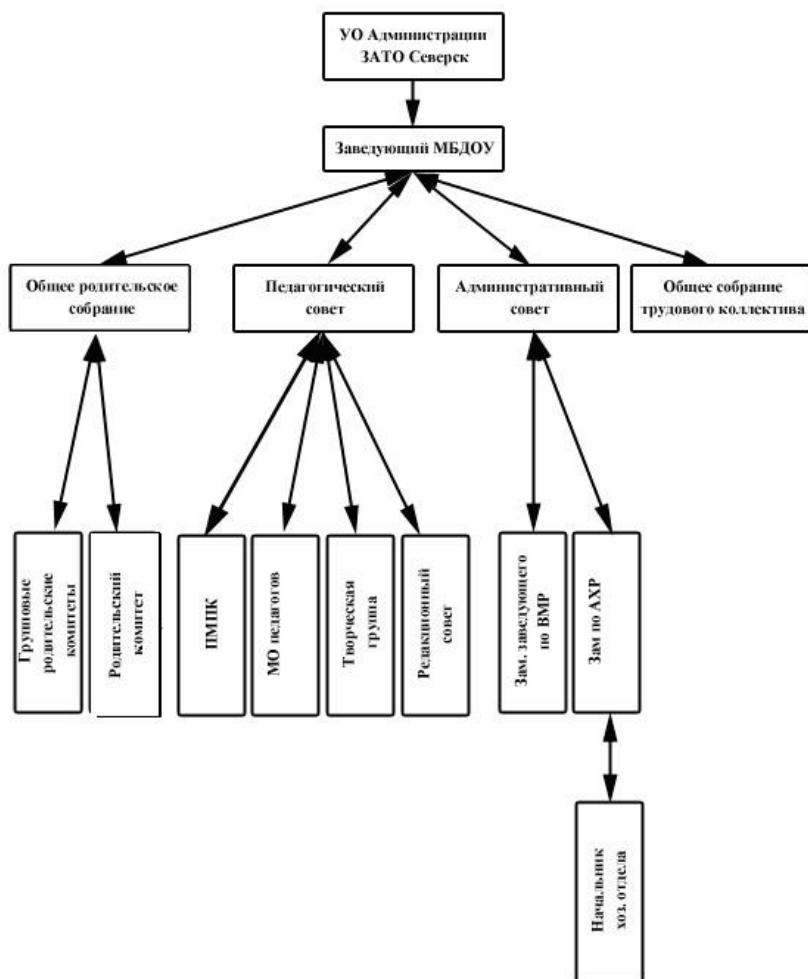 УО Администрации
ЗАТО Северск
Заведующий МБДОУ
Общее родительское
собрание
Педагогический
совет
Административный
совет
Общее собрание
трудового коллектива
Групповые
родительские
комитеты
Родительский
комитет
ПМПК
МО педагогов
Творческая
группа
Редакционный
совет
Зам. заведующего
по ВМР
Зам по АХР
Начальник
хоз. отдела